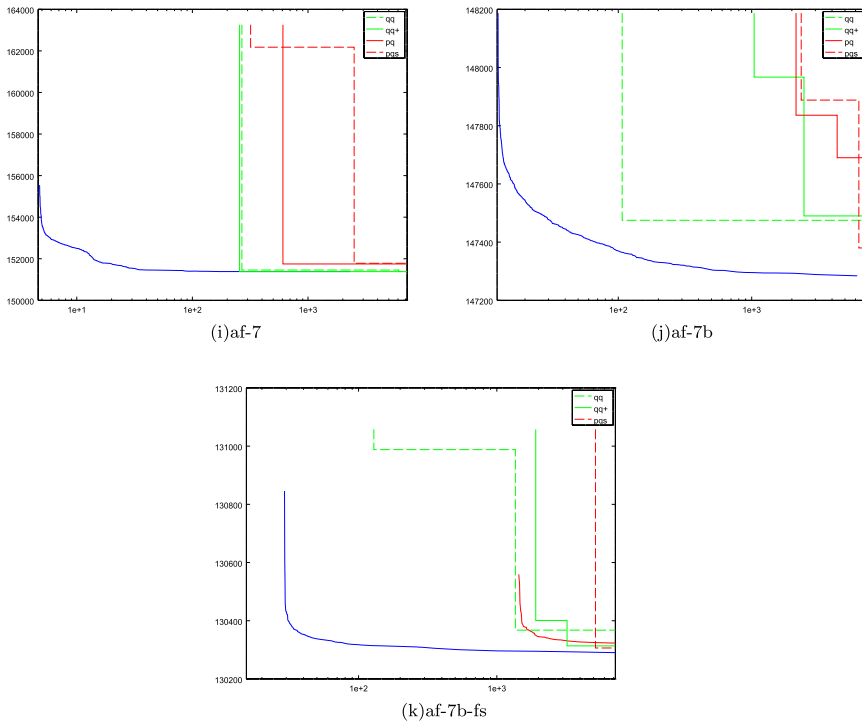 164000
162000
160000
158000
156000
154000
152000
150000
1e+1
1e+2
1e+3
qq
qq+
pq
pqs
(i)af-7
148200
148000
147800
147600
147400
147200
1e+2
1e+3
qq
qq+
pq
pqs
(j)af-7b
131200
131000
130800
130600
130400
130200
1e+2
1e+3
qq
qq+
pqs
(k)af-7b-fs